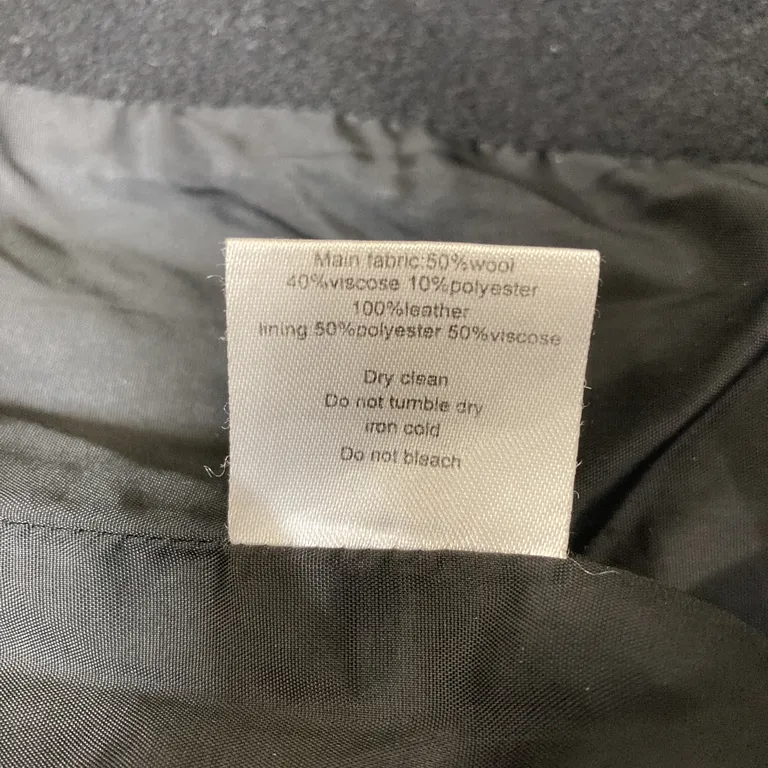 Main fabric:50%wool
40%viscose 10%polyester
100%leather
lining:50%polyester 50%viscose
Dry clean
Do not tumble dry
iron cold
Do not bleach